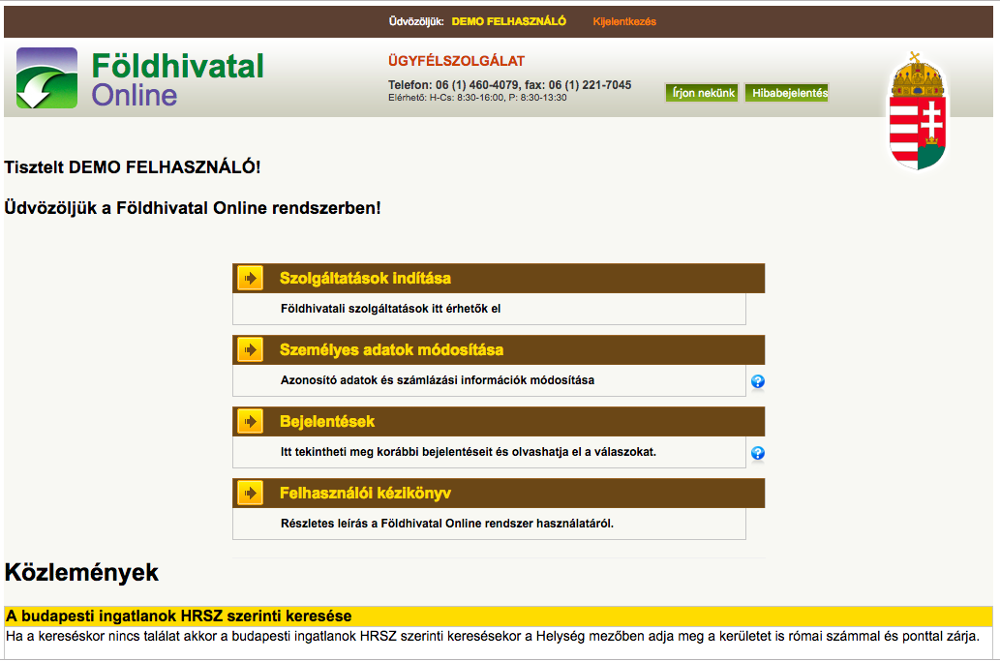 Üdvözöljük: DEMO FELHASZNÁLÓ Kijelentkezés
Földhivatal
Online
ÜGYFÉLSZOLGÁLAT
Telefon: 06 (1) 460-4079, fax: 06 (1) 221-7045
Elérhető: H-Cs: 8:30-16:00, P: 8:30-13:30
Írjon nekünk Hibabejelentés
Tisztelt DEMO FELHASZNÁLÓ!
Üdvözöljük a Földhivatal Online rendszerben!
Szolgáltatások indítása
Földhivatali szolgáltatások itt érhetők el
Személyes adatok módosítása
Azonosító adatok és számlázási információk módosítása
?
Bejelentések
Itt tekintheti meg korábbi bejelentéseit és olvashatja el a válaszokat.
?
Felhasználói kézikönyv
Részletes leírás a Földhivatal Online rendszer használatáról.
Közlemények
A budapesti ingatlanok HRSZ szerinti keresése
Ha a kereséskor nincs találat akkor a budapesti ingatlanok HRSZ szerinti keresésekor a Helység mezőben adja meg a kerületet is római számmal és ponttal zárja.